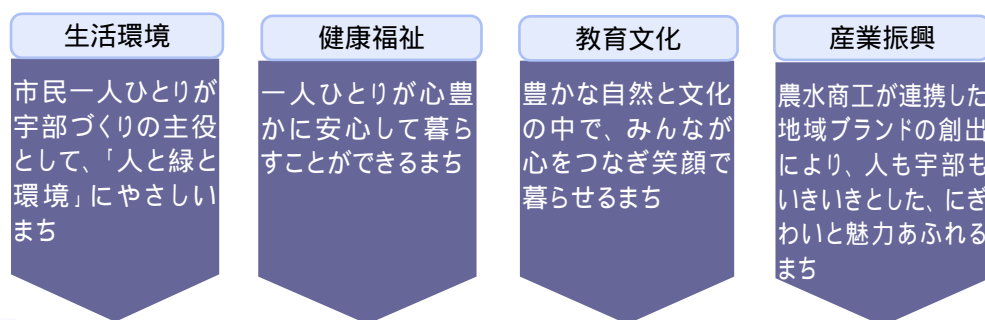 生活環境
市民一人ひとりが
宇部づくりの主役
として、「人と緑と
環境」にやさしい
まち
健康福祉
一人ひとりが心豊
かに安心して暮ら
すことができるまち
教育文化
豊かな自然と文化
の中で、みんなが
心をつなぎ笑顔で
暮らせるまち
産業振興
農水商工が連携した
地域ブランドの創出
により、人も宇部も
いきいきとした、にぎ
わいと魅力あふれる
まち